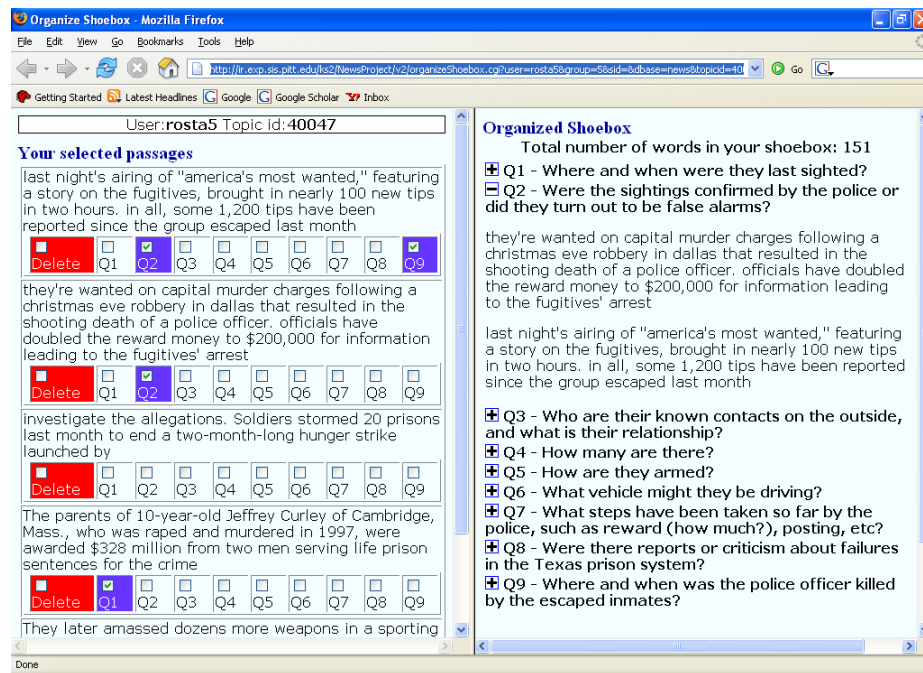 Organize Shoebox - Mozilla Firefox
File Edit View Go Bookmarks Tools Help
http://ir.exp.sis.pitt.edu/ks2/NewsProject/v2/organizeShoebox.cgi?user=rosta5&group=5&sid=&dbase=news&topicid=40 Go
Getting Started Latest Headlines Google Google Scholar Inbox
User:rosta5 Topic id:40047
Your selected passages
last night's airing of "america's most wanted," featuring
a story on the fugitives, brought in nearly 100 new tips
in two hours. in all, some 1,200 tips have been
reported since the group escaped last month
Delete Q1 Q2 Q3 Q4 Q5 Q6 Q7 Q8 Q9
they're wanted on capital murder charges following a
christmas eve robbery in dallas that resulted in the
shooting death of a police officer. officials have
doubled the reward money to $200,000 for information
leading to the fugitives' arrest
Delete Q1 Q2 Q3 Q4 Q5 Q6 Q7 Q8 Q9
investigate the allegations. Soldiers stormed 20 prisons
last month to end a two-month-long hunger strike
launched by
Delete Q1 Q2 Q3 Q4 Q5 Q6 Q7 Q8 Q9
The parents of 10-year-old Jeffrey Curley of Cambridge,
Mass., who was raped and murdered in 1997, were
awarded $328 million from two men serving life prison
sentences for the crime
Delete Q1 Q2 Q3 Q4 Q5 Q6 Q7 Q8 Q9
They later amassed dozens more weapons in a sporting
Organized Shoebox
Total number of words in your shoebox: 151
Q1 - Where and when were they last sighted?
Q2 - Were the sightings confirmed by the police or
did they turn out to be false alarms?
they're wanted on capital murder charges following a
christmas eve robbery in dallas that resulted in the
shooting death of a police officer. officials have doubled
the reward money to $200,000 for information leading
to the fugitives' arrest
last night's airing of "america's most wanted," featuring
a story on the fugitives, brought in nearly 100 new tips
in two hours. in all, some 1,200 tips have been reported
since the group escaped last month
Q3 - Who are their known contacts on the outside,
and what is their relationship?
Q4 - How many are there?
Q5 - How are they armed?
Q6 - What vehicle might they be driving?
Q7 - What steps have been taken so far by the
police, such as reward (how much?), posting, etc?
Q8 - Were there reports or criticism about failures
in the Texas prison system?
Q9 - Where and when was the police officer killed
by the escaped inmates?
Done